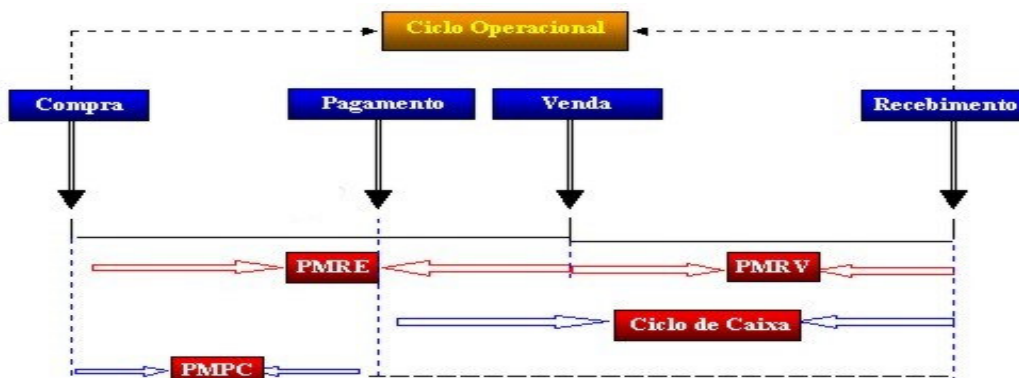 Ciclo Operacional
Compra
Pagamento
Venda
Recebimento
PMRE
PMRV
Ciclo de Caixa
PMPC